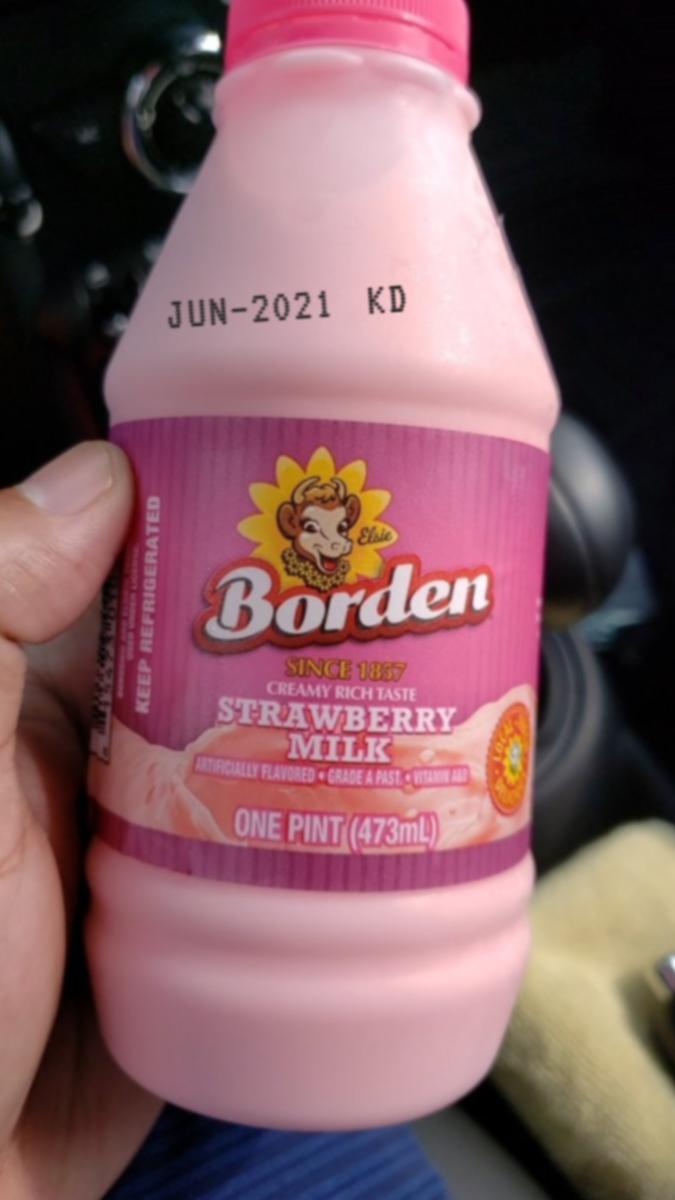 JUN-2021 KD
Elsie
Borden
SINCE 1857
CREAMY RICH TASTE
STRAWBERRY
MILK
ARTIFICIALLY FLAVORED • GRADE A PAST. • VITAMIN A&D
ONE PINT (473mL)
KEEP REFRIGERATED